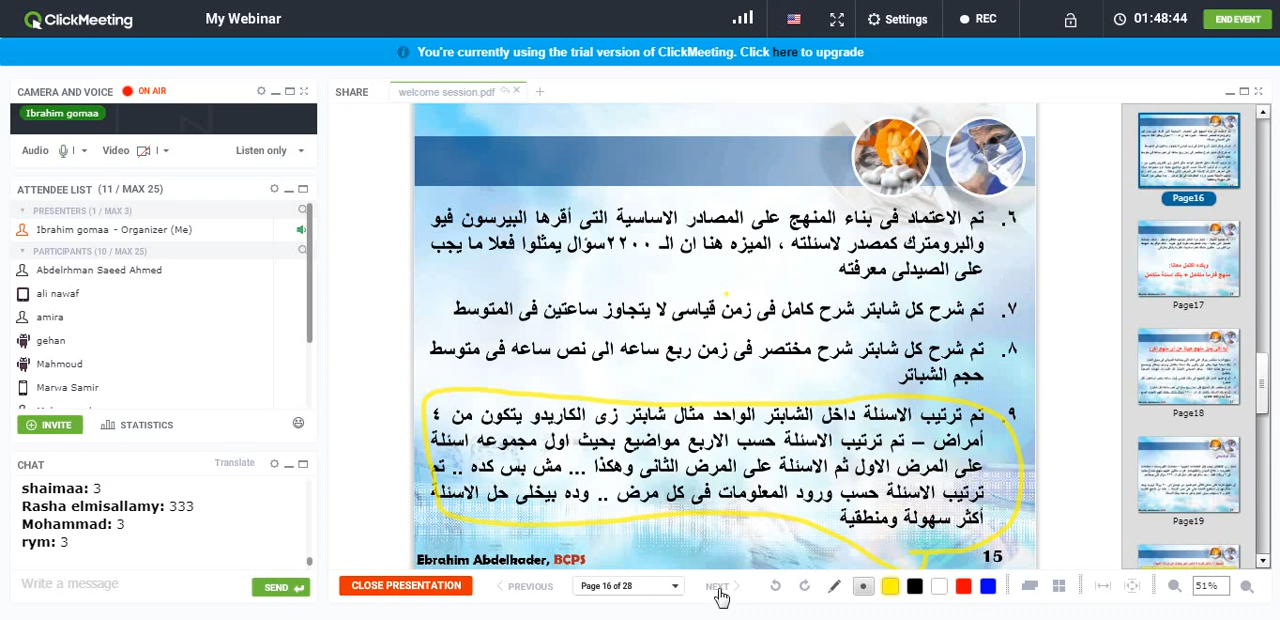 ClickMeeting
My Webinar
Settings
REC
01:48:44
END EVENT
You're currently using the trial version of ClickMeeting. Click here to upgrade
CAMERA AND VOICE
ON AIR
Ibrahim gomaa
Audio
Video
Listen only
ATTENDEE LIST (11 / MAX 25)
PRESENTERS (1 / MAX 3)
Ibrahim gomaa - Organizer (Me)
PARTICIPANTS (10 / MAX 25)
Abdelrhman Saeed Ahmed
ali nawaf
amira
gehan
Mahmoud
Marwa Samir
INVITE
STATISTICS
CHAT
Translate
shaimaa: 3
Rasha elmisallamy: 333
Mohammad: 3
rym: 3
Write a message
SEND
SHARE
welcome session.pdf
٦. تم الاعتماد فى بناء المنهج على المصادر الاساسية التى أقرها البيرسون فيو
والبرومترك كمصدر لاسئلته ، الميزه هنا ان الـ ٢٢٠٠سؤال يمثلوا فعلا ما يجب
على الصيدلى معرفته
٧. تم شرح كل شابتر شرح كامل فى زمن قياسى لا يتجاوز ساعتين فى المتوسط
٨. تم شرح كل شابتر شرح مختصر فى زمن ربع ساعه الى نص ساعه فى متوسط
حجم الشباتر
٩. تم ترتيب الاسئلة داخل الشابتر الواحد مثال شابتر زى الكارديو يتكون من ٤
أمراض – تم ترتيب الاسئلة حسب الاربع مواضيع بحيث اول مجموعه اسئلة
على المرض الاول ثم الاسئلة على المرض الثانى وهكذا ... مش بس كده .. تم
ترتيب الاسئلة حسب ورود المعلومات فى كل مرض .. وده بيخلى حل الاسئلة
أكثر سهولة ومنطقية
Ebrahim Abdelkader, BCPS
15
Page16
Page17
Page18
Page19
CLOSE PRESENTATION
PREVIOUS
Page 16 of 28
NEXT
51%